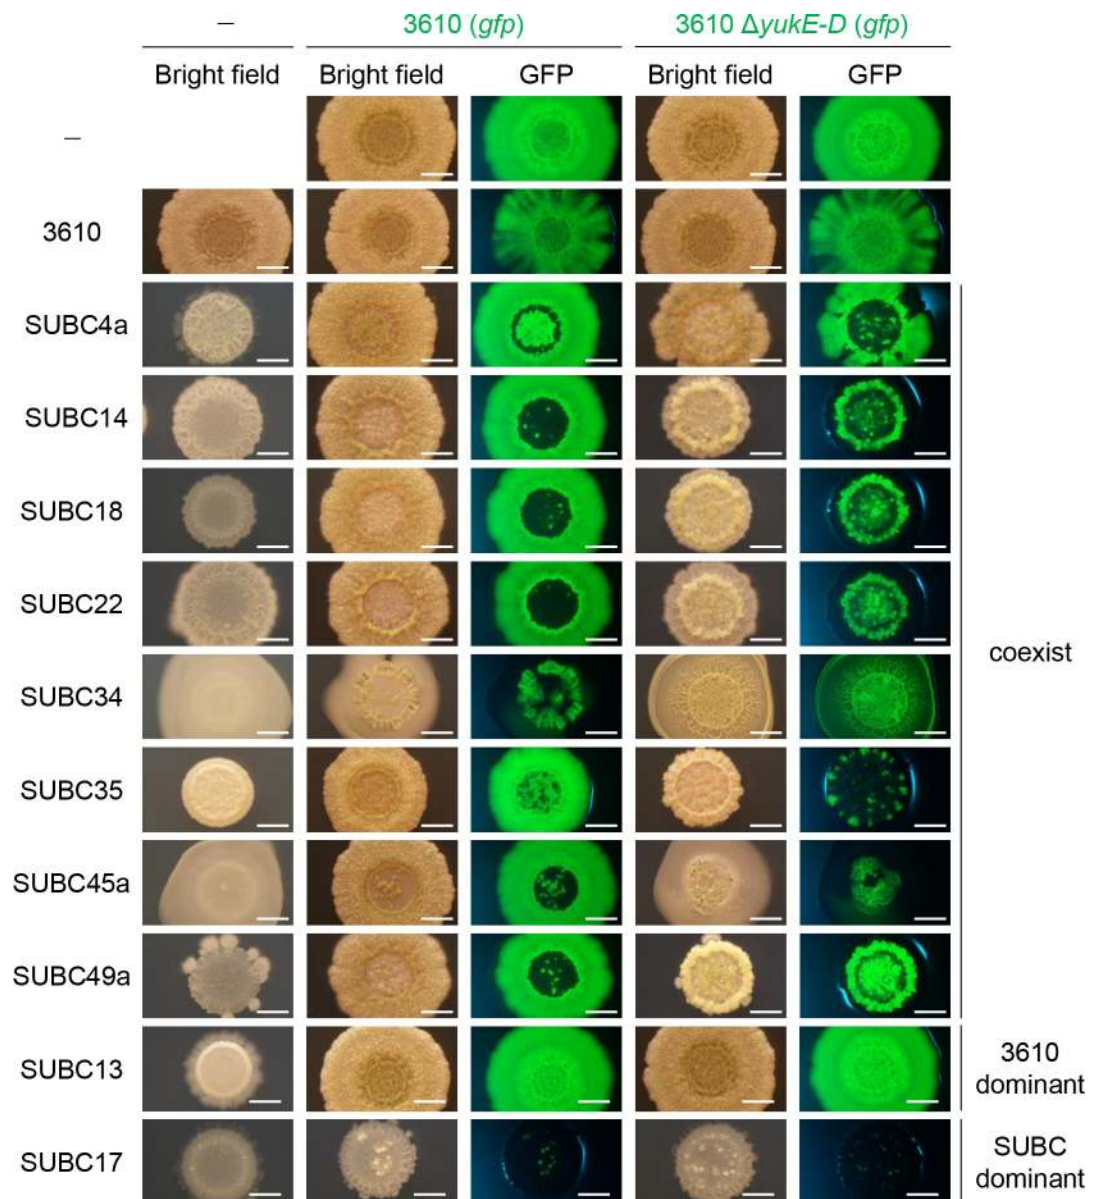 – 3610 (gfp) 3610 ΔyukE-D (gfp)
Bright field Bright field GFP Bright field GFP
–
3610
SUBC4a
SUBC14
SUBC18
SUBC22
coexist
SUBC34
SUBC35
SUBC45a
SUBC49a
SUBC13
3610
dominant
SUBC17
SUBC
dominant